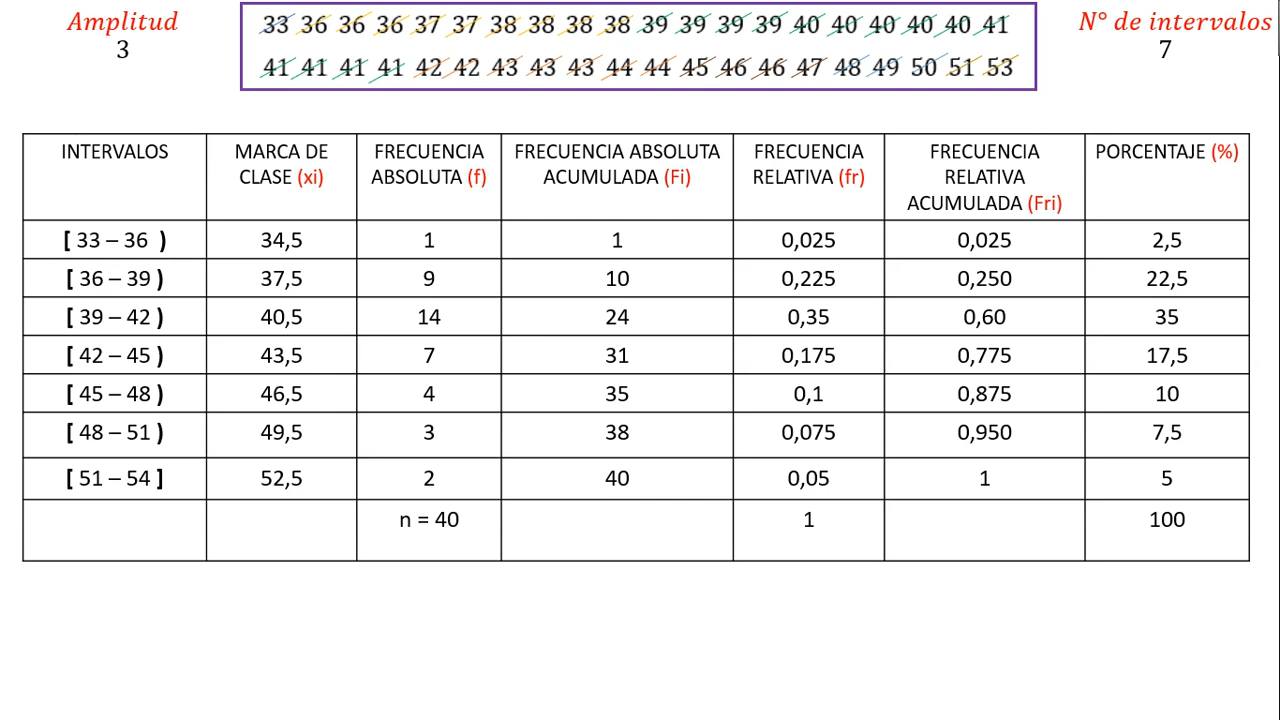 Amplitud
3
33 36 36 36 37 37 38 38 38 38 39 39 39 39 40 40 40 40 40 41
41 41 41 41 42 42 43 43 43 44 44 45 46 46 47 48 49 50 51 53
N° de intervalos
7
INTERVALOS MARCA DE CLASE (xi) FRECUENCIA ABSOLUTA (f) FRECUENCIA ABSOLUTA ACUMULADA (Fi) FRECUENCIA RELATIVA (fr) FRECUENCIA RELATIVA ACUMULADA (Fri) PORCENTAJE (%)
[ 33 – 36 ) 34,5 1 1 0,025 0,025 2,5
[ 36 – 39 ) 37,5 9 10 0,225 0,250 22,5
[ 39 – 42 ) 40,5 14 24 0,35 0,60 35
[ 42 – 45 ) 43,5 7 31 0,175 0,775 17,5
[ 45 – 48 ) 46,5 4 35 0,1 0,875 10
[ 48 – 51 ) 49,5 3 38 0,075 0,950 7,5
[ 51 – 54 ] 52,5 2 40 0,05 1 5
n = 40 1 100